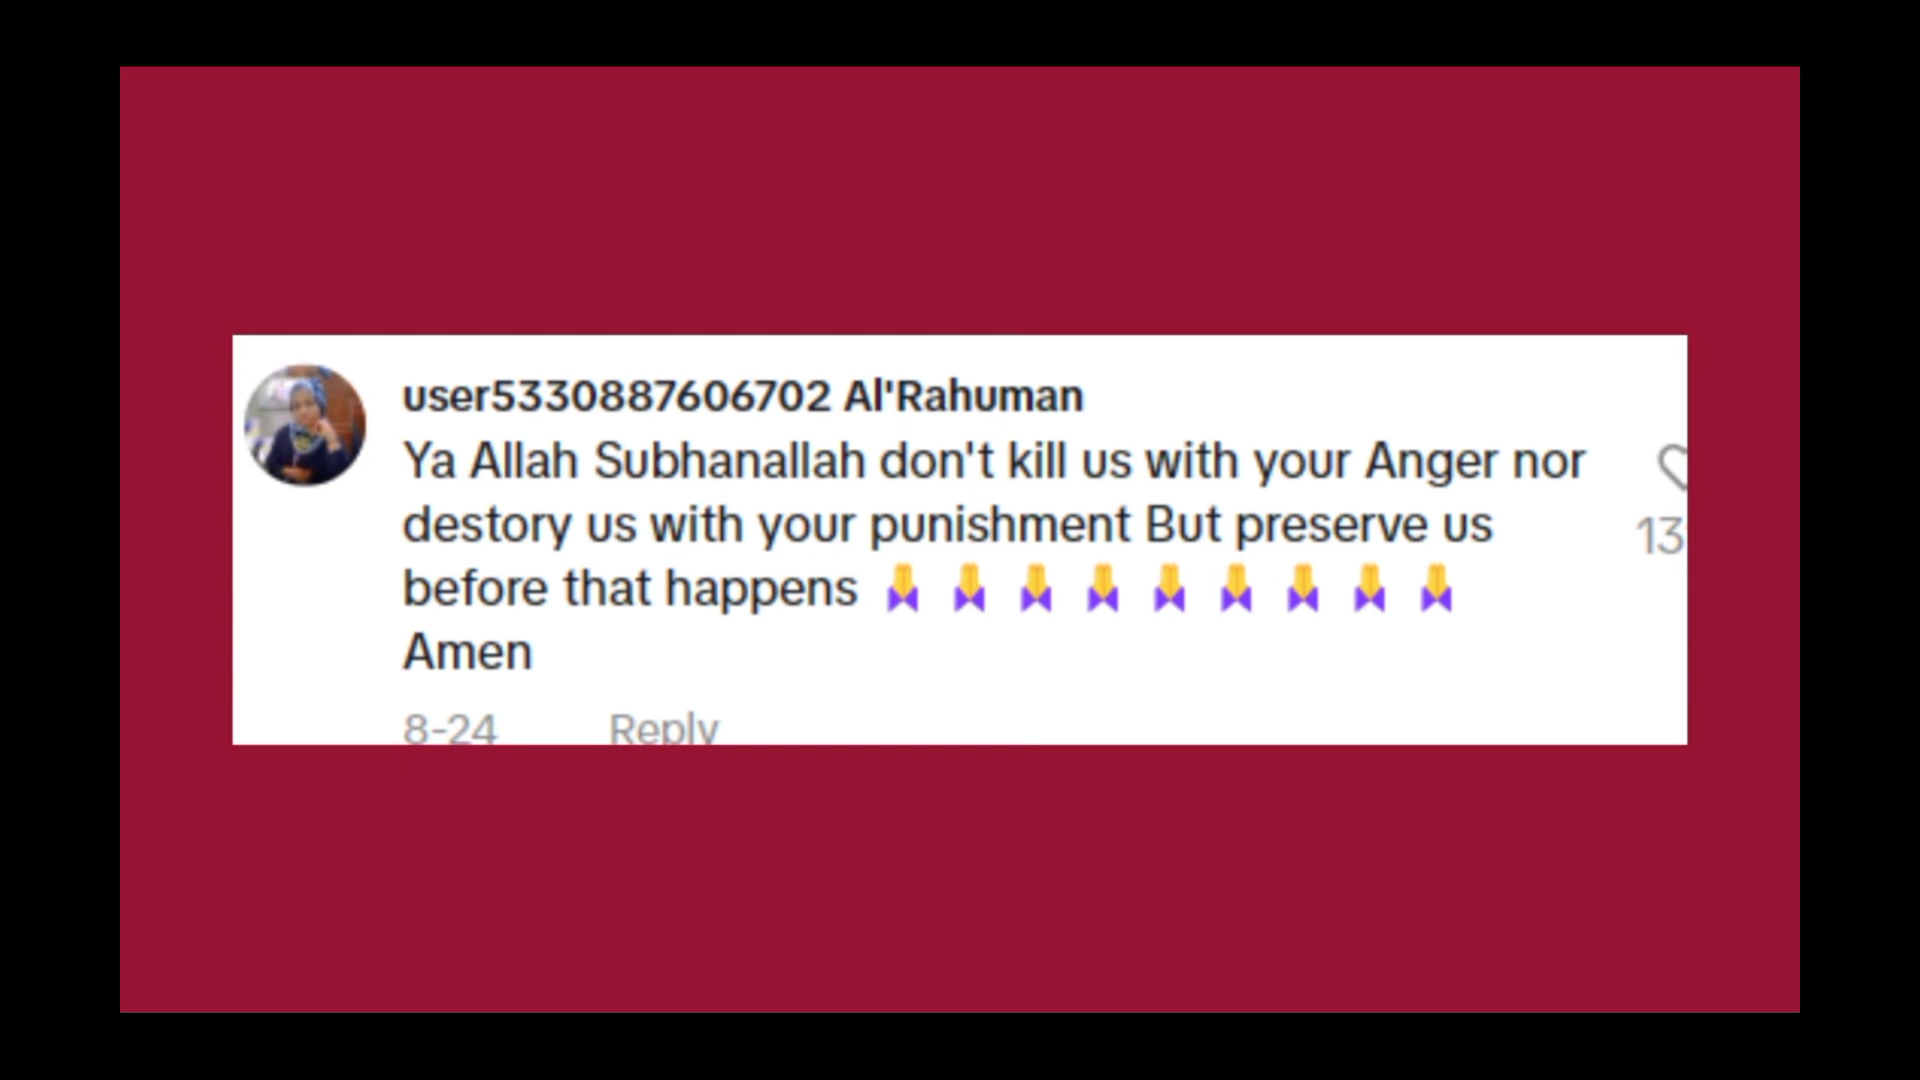 user5330887606702 Al'Rahuman
Ya Allah Subhanallah don't kill us with your Anger nor
destory us with your punishment But preserve us
before that happens 🙏 🙏 🙏 🙏 🙏 🙏 🙏 🙏 🙏
Amen
13
8-24 Reply